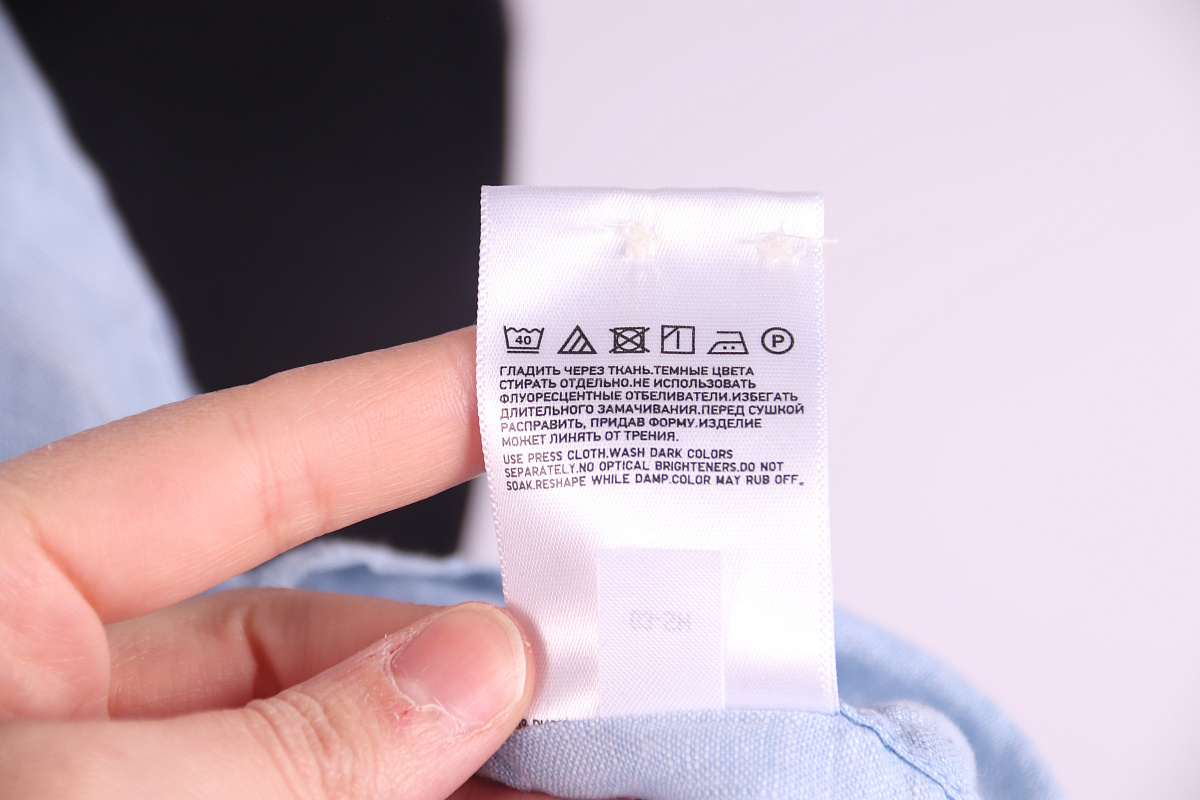 40 P
ГЛАДИТЬ ЧЕРЕЗ ТКАНЬ.ТЕМНЫЕ ЦВЕТА
СТИРАТЬ ОТДЕЛЬНО.НЕ ИСПОЛЬЗОВАТЬ
ФЛУОРЕСЦЕНТНЫЕ ОТБЕЛИВАТЕЛИ.ИЗБЕГАТЬ
ДЛИТЕЛЬНОГО ЗАМАЧИВАНИЯ.ПЕРЕД СУШКОЙ
РАСПРАВИТЬ, ПРИДАВ ФОРМУ.ИЗДЕЛИЕ
МОЖЕТ ЛИНЯТЬ ОТ ТРЕНИЯ.
USE PRESS CLOTH.WASH DARK COLORS
SEPARATELY.NO OPTICAL BRIGHTENERS.DO NOT
SOAK.RESHAPE WHILE DAMP.COLOR MAY RUB OFF.